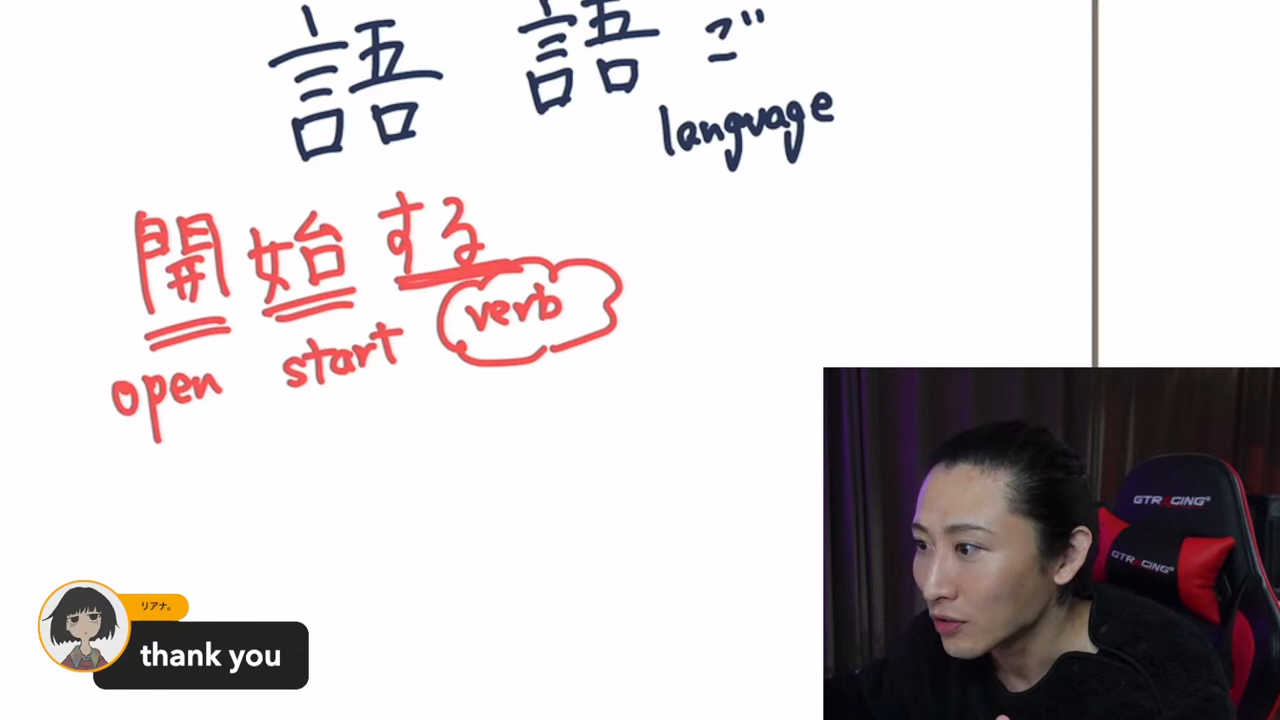 語 語 ご
language
開始する
open start verb
GTRACING
GTRACING
リアナ。
thank you